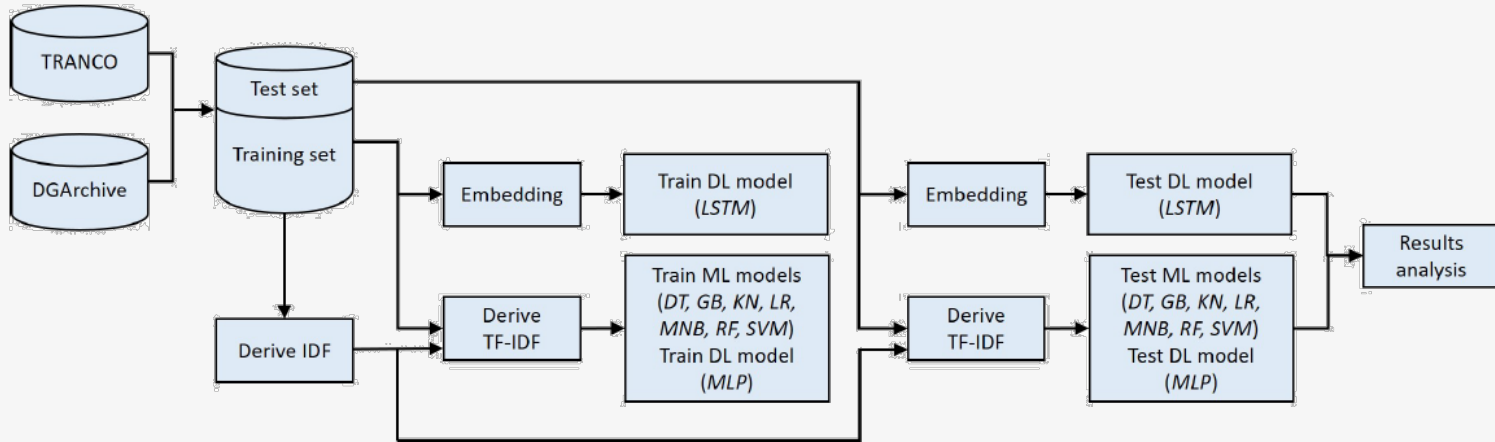 TRANCO
DGArchive
Test set
Training set
Derive IDF
Embedding
Train DL model
(LSTM)
Derive
TF-IDF
Train ML models
(DT, GB, KN, LR,
MNB, RF, SVM)
Train DL model
(MLP)
Embedding
Test DL model
(LSTM)
Derive
TF-IDF
Test ML models
(DT, GB, KN, LR,
MNB, RF, SVM)
Test DL model
(MLP)
Results
analysis